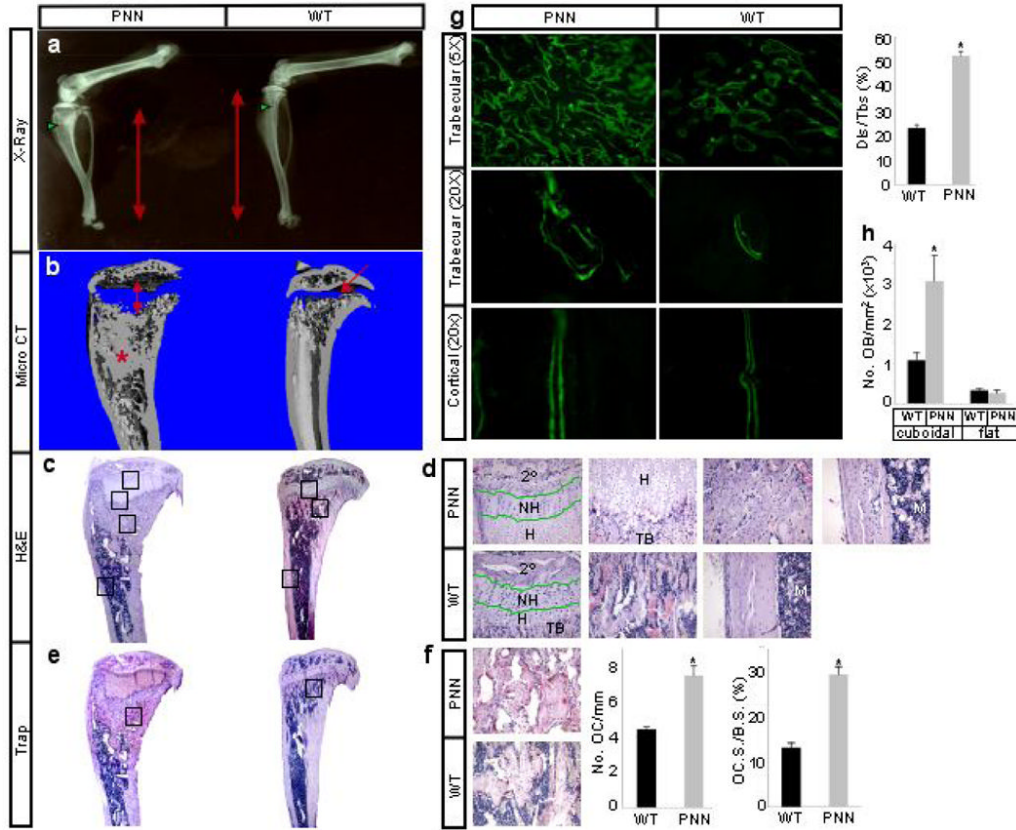 PNN WT
a
X-Ray
b
Micro CT
c
H&E
e
Trap
g PNN WT
Trabecular (5X)
Trabecuar (20X)
Cortical (20x)
Dls/Tbs (%)
60
50
40
30
20
10
0
*
WT PNN
h
No. OB/mm² (x10³)
4
3
2
1
0
*
WT PNN WT PNN
cuboidal flat
d
PNN
2º
NH
H
H
TB
M
WT
2º
NH
H
TB
M
f
PNN
WT
No. OC/mm
8
6
4
2
0
*
WT PNN
OC.S./B.S. (%)
30
20
10
0
*
WT PNN